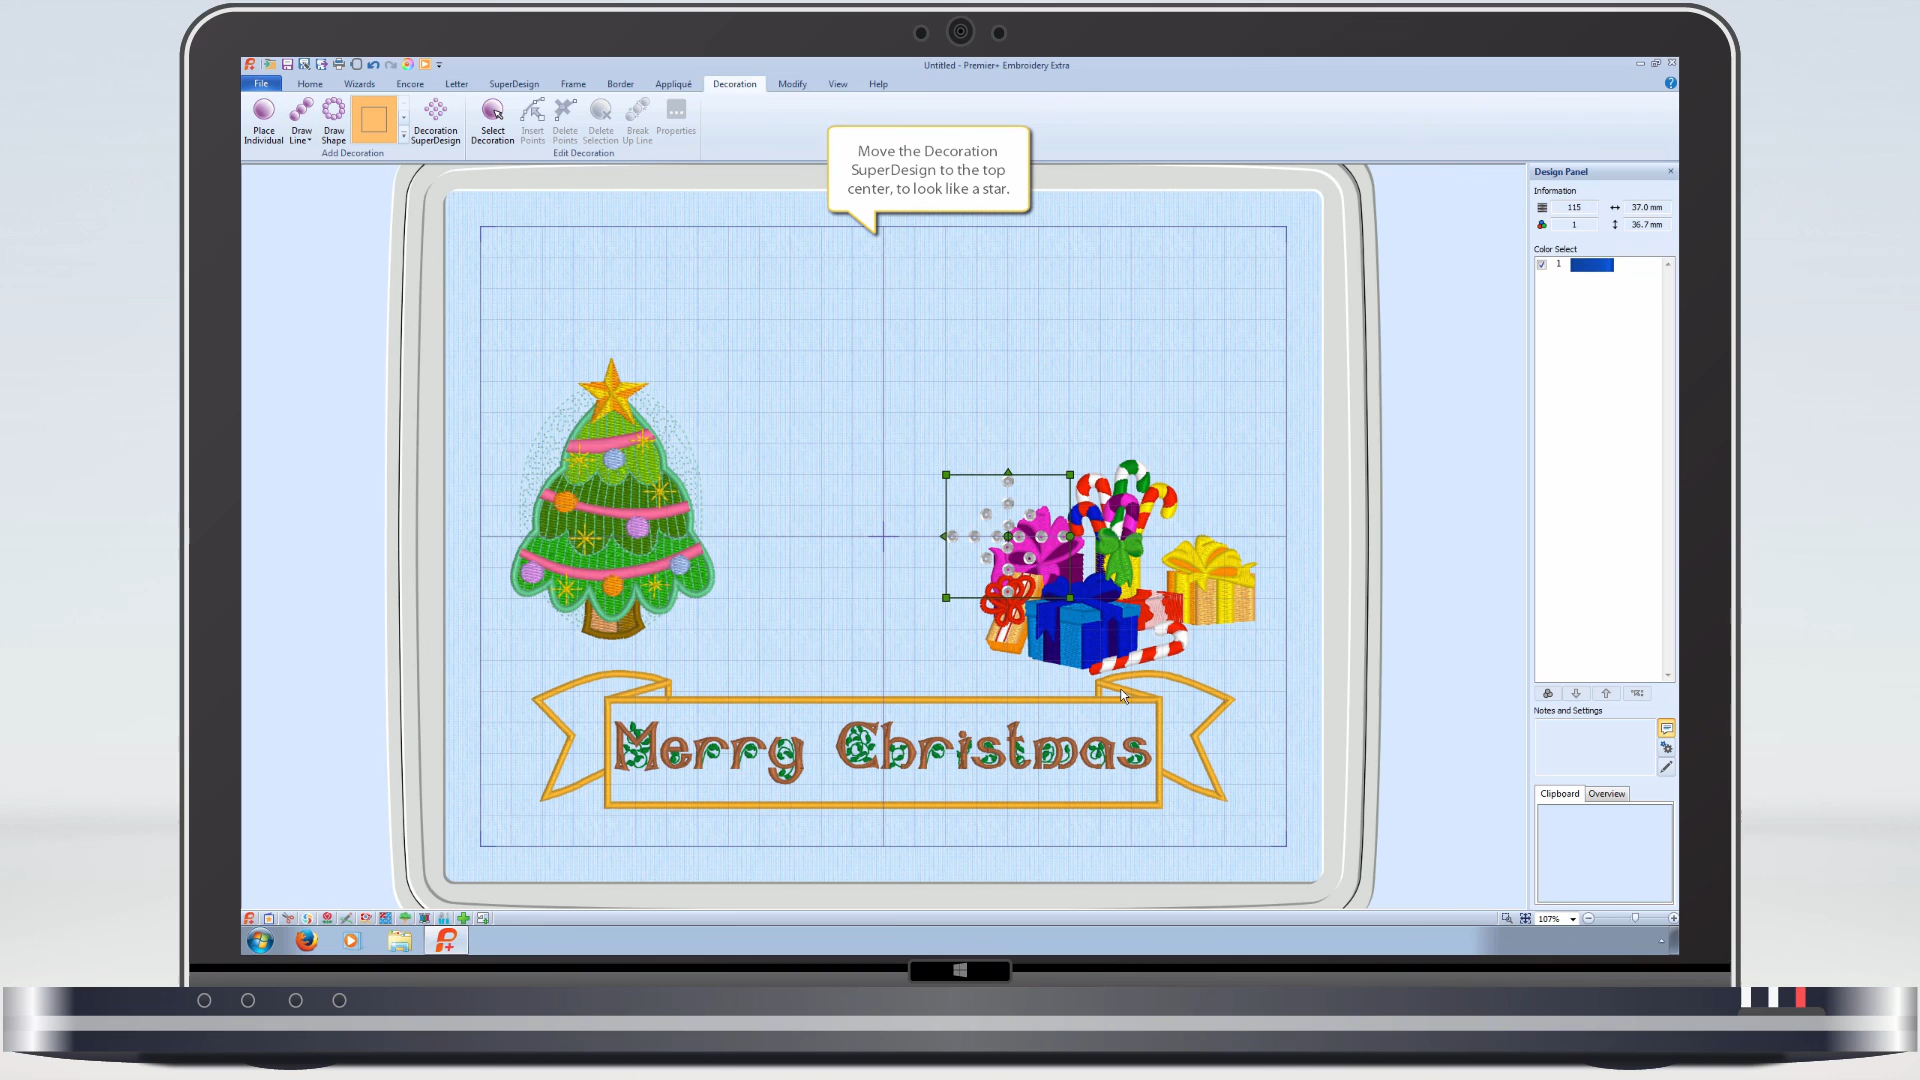 Untitled - Premier+ Embroidery Extra
File Home Wizards Encore Letter SuperDesign Frame Border Appliqué Decoration Modify View Help
Place Individual
Draw Line
Draw Shape
Decoration SuperDesign
Add Decoration
Select Decoration
Insert Points
Delete Points
Delete Selection
Break Up Line
Properties
Edit Decoration
Move the Decoration
SuperDesign to the top
center, to look like a star.
Design Panel
Information
115 37.0 mm
1 36.7 mm
Color Select
1
Notes and Settings
Clipboard Overview
Merry Christmas
107%